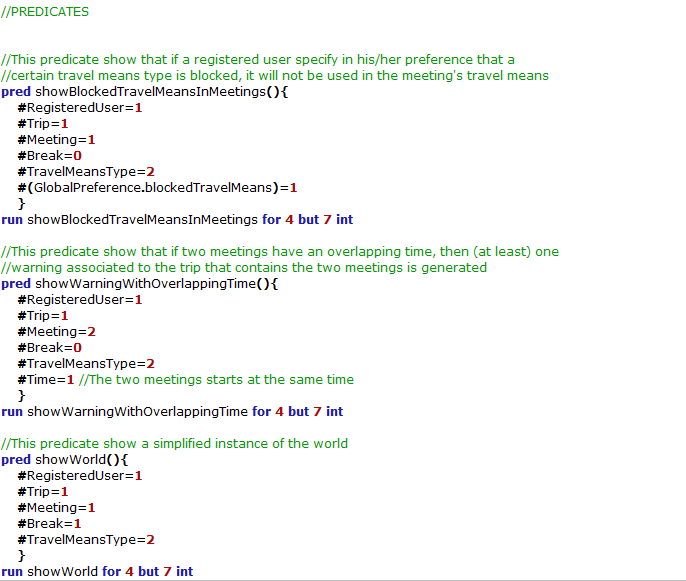 //PREDICATES
//This predicate show that if a registered user specify in his/her preference that a
//certain travel means type is blocked, it will not be used in the meeting's travel means
pred showBlockedTravelMeansInMeetings(){
#RegisteredUser=1
#Trip=1
#Meeting=1
#Break=0
#TravelMeansType=2
#(GlobalPreference.blockedTravelMeans)=1
}
run showBlockedTravelMeansInMeetings for 4 but 7 int
//This predicate show that if two meetings have an overlapping time, then (at least) one
//warning associated to the trip that contains the two meetings is generated
pred showWarningWithOverlappingTime(){
#RegisteredUser=1
#Trip=1
#Meeting=2
#Break=0
#TravelMeansType=2
#Time=1 //The two meetings starts at the same time
}
run showWarningWithOverlappingTime for 4 but 7 int
//This predicate show a simplified instance of the world
pred showWorld(){
#RegisteredUser=1
#Trip=1
#Meeting=1
#Break=1
#TravelMeansType=2
}
run showWorld for 4 but 7 int